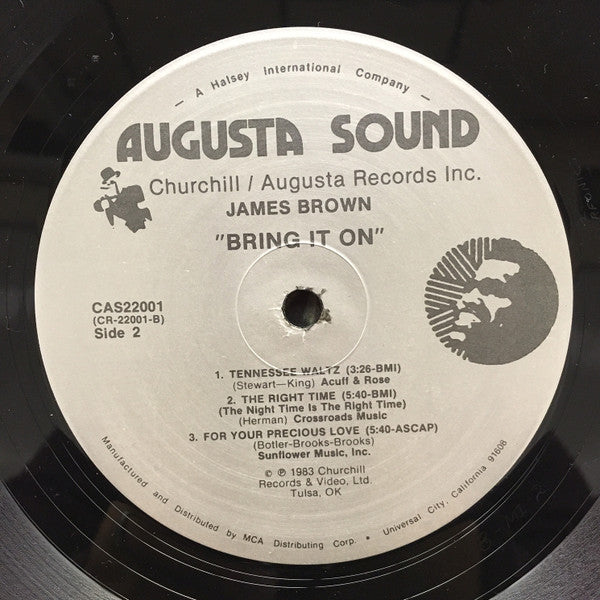 — A Halsey International Company —
AUGUSTA SOUND
Churchill / Augusta Records Inc.
JAMES BROWN
"BRING IT ON"
CAS22001
(CR-22001-B)
Side 2
1. TENNESSEE WALTZ (3:26-BMI)
(Stewart—King) Acuff & Rose
2. THE RIGHT TIME (5:40-BMI)
(The Night Time Is The Right Time)
(Herman) Crossroads Music
3. FOR YOUR PRECIOUS LOVE (5:40-ASCAP)
(Botler-Brooks-Brooks)
Sunflower Music, Inc.
© ℗ 1983 Churchill
Records & Video, Ltd.
Tulsa, OK
Manufactured and Distributed by MCA Distributing Corp. • Universal City, California 91608